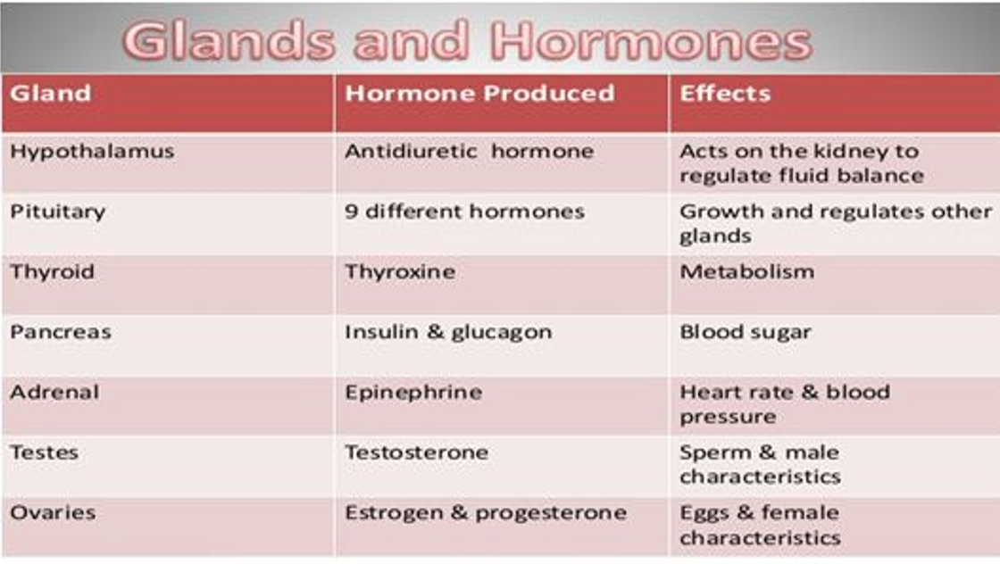 Glands and Hormones
Gland Hormone Produced Effects
Hypothalamus Antidiuretic hormone Acts on the kidney to
regulate fluid balance
Pituitary 9 different hormones Growth and regulates other
glands
Thyroid Thyroxine Metabolism
Pancreas Insulin & glucagon Blood sugar
Adrenal Epinephrine Heart rate & blood
pressure
Testes Testosterone Sperm & male
characteristics
Ovaries Estrogen & progesterone Eggs & female
characteristics